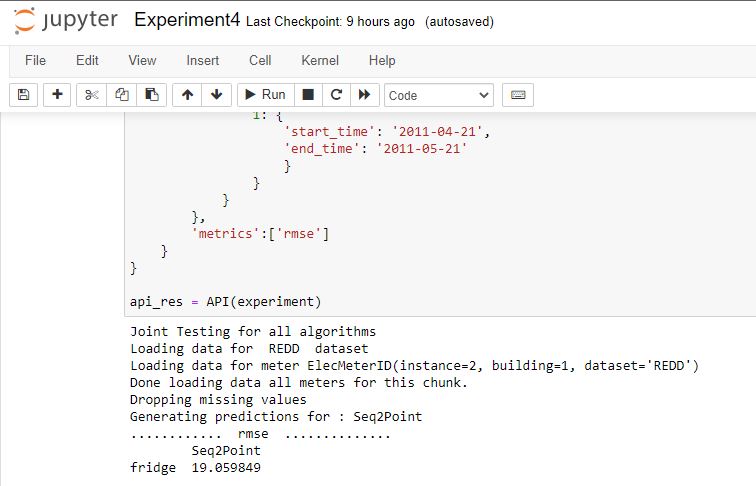 jupyter Experiment4 Last Checkpoint: 9 hours ago (autosaved)
File Edit View Insert Cell Kernel Help
Run Code
1: {
'start_time': '2011-04-21',
'end_time': '2011-05-21'
}
}
}
},
'metrics':['rmse']
}
}
api_res = API(experiment)
Joint Testing for all algorithms
Loading data for  REDD  dataset
Loading data for meter ElecMeterID(instance=2, building=1, dataset='REDD')
Done loading data all meters for this chunk.
Dropping missing values
Generating predictions for : Seq2Point
............  rmse  ..............
Seq2Point
fridge  19.059849